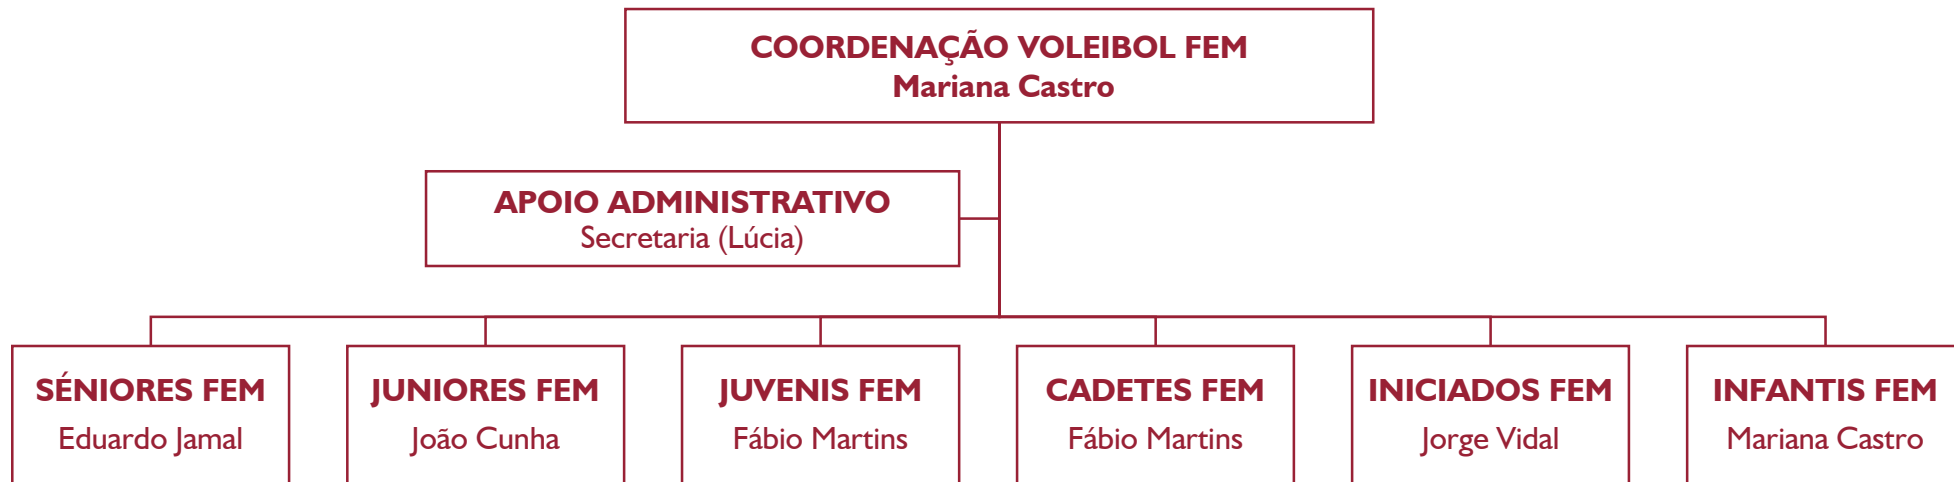 COORDENAÇÃO VOLEIBOL FEM
Mariana Castro
APOIO ADMINISTRATIVO
Secretaria (Lúcia)
SÉNIORES FEM
Eduardo Jamal
JUNIORES FEM
João Cunha
JUVENIS FEM
Fábio Martins
CADETES FEM
Fábio Martins
INICIADOS FEM
Jorge Vidal
INFANTIS FEM
Mariana Castro